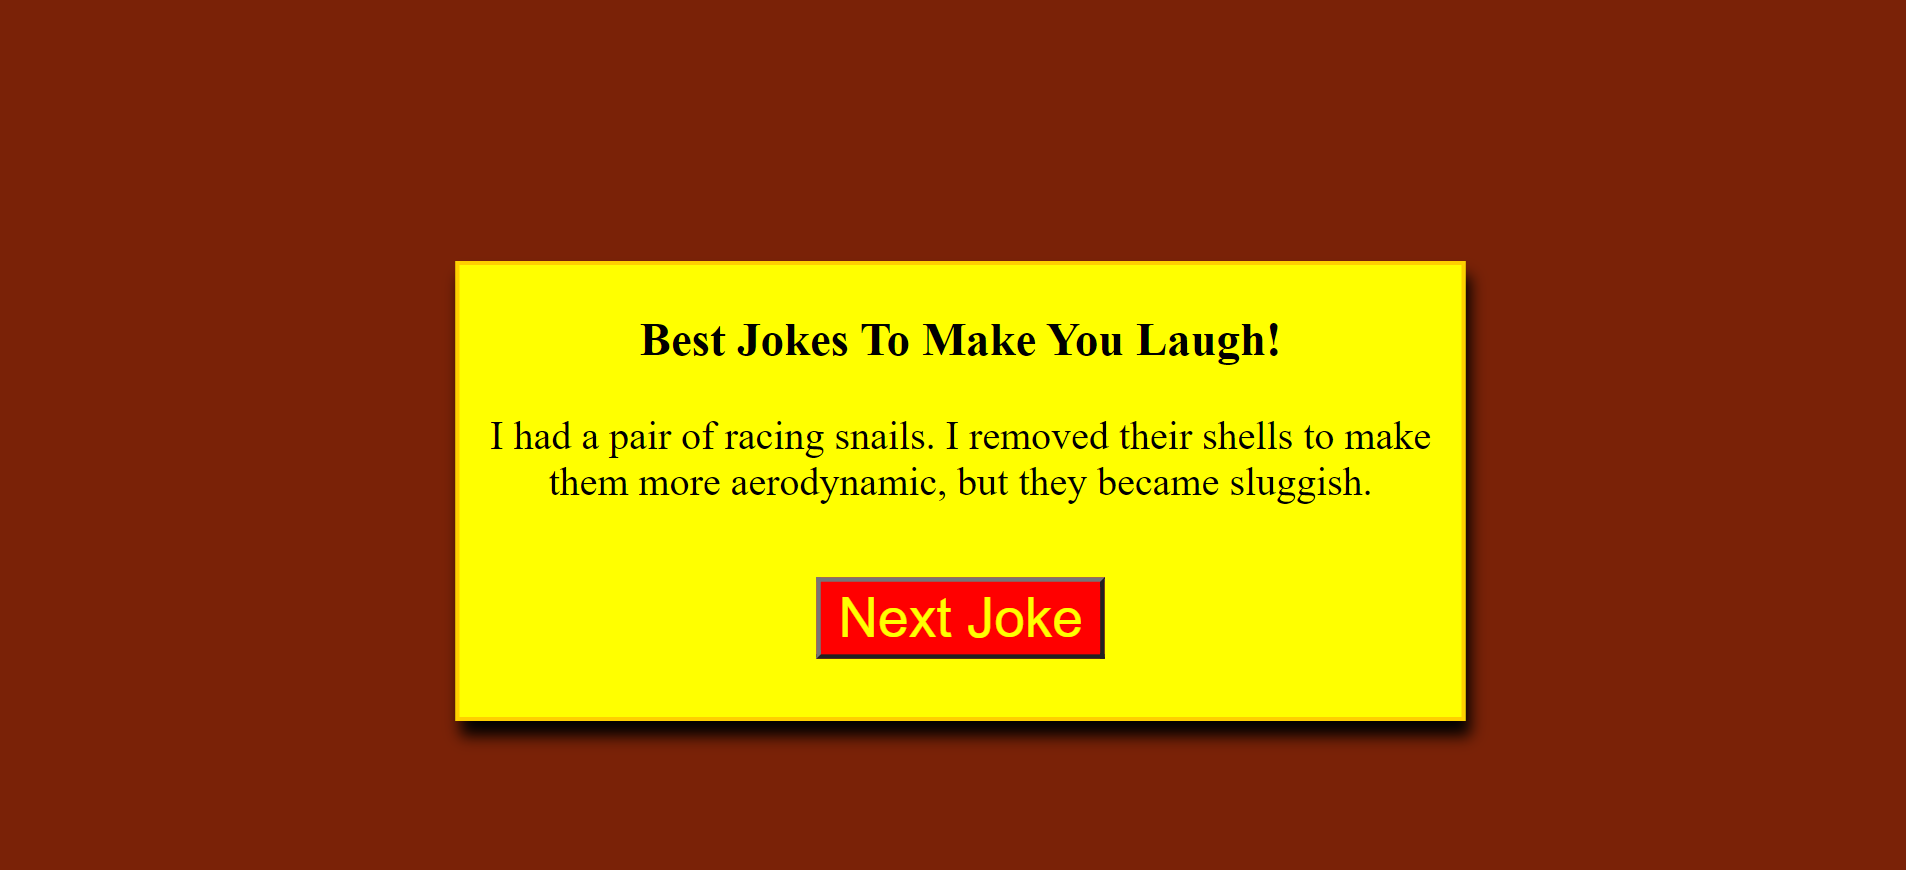 Best Jokes To Make You Laugh!
I had a pair of racing snails. I removed their shells to make
them more aerodynamic, but they became sluggish.
Next Joke